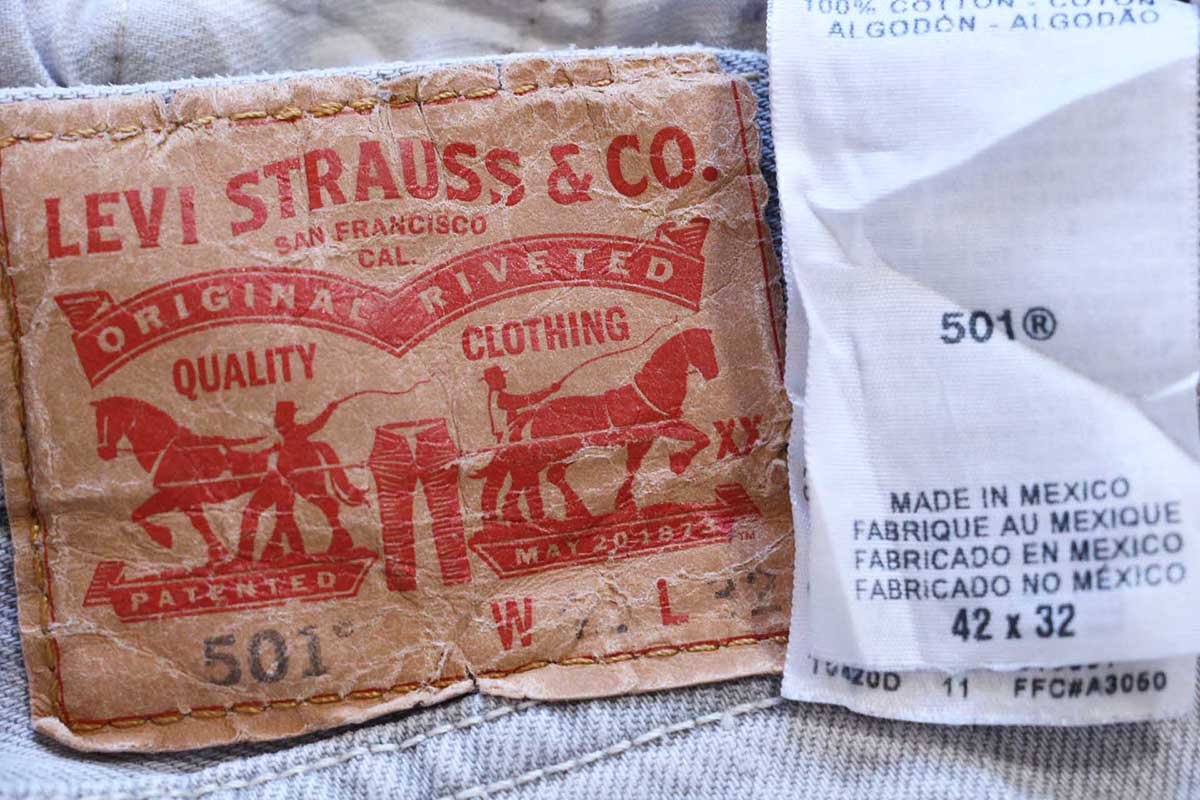 LEVI STRAUSS & CO.
SAN FRANCISCO
CAL.
ORIGINAL RIVETED
QUALITY CLOTHING
XX
PATENTED
MAY 20 1873
™
501®
W L
100% COTTON - COTON
ALGODÓN - ALGODÃO
501®
MADE IN MEXICO
FABRIQUE AU MEXIQUE
FABRICADO EN MEXICO
FABRICADO NO MÉXICO
42 x 32
11 FFC#A3060